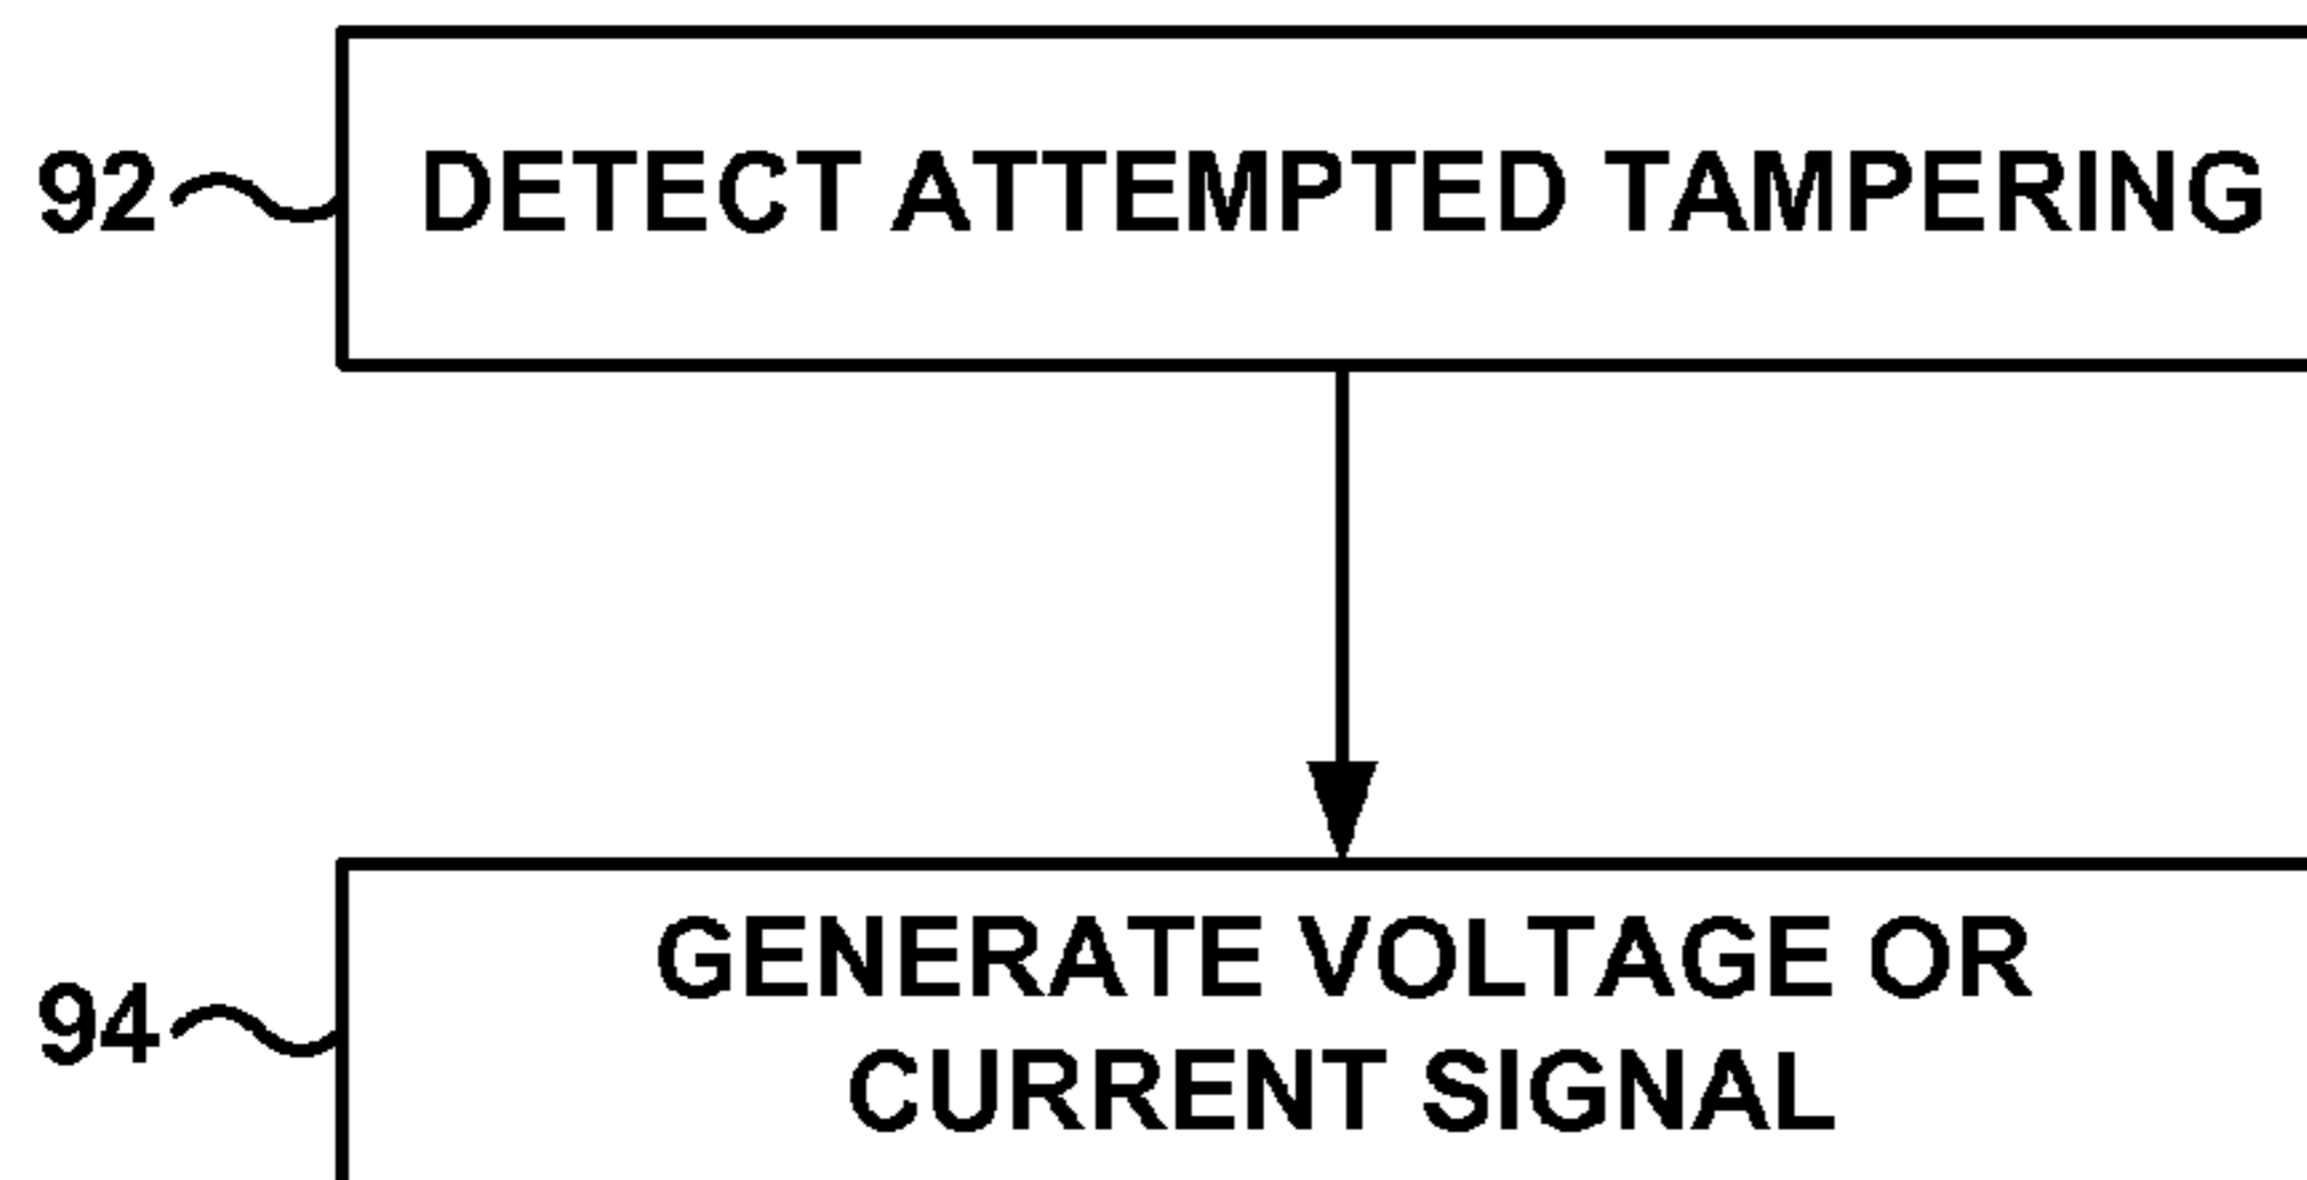 92 DETECT ATTEMPTED TAMPERING
94 GENERATE VOLTAGE OR
CURRENT SIGNAL